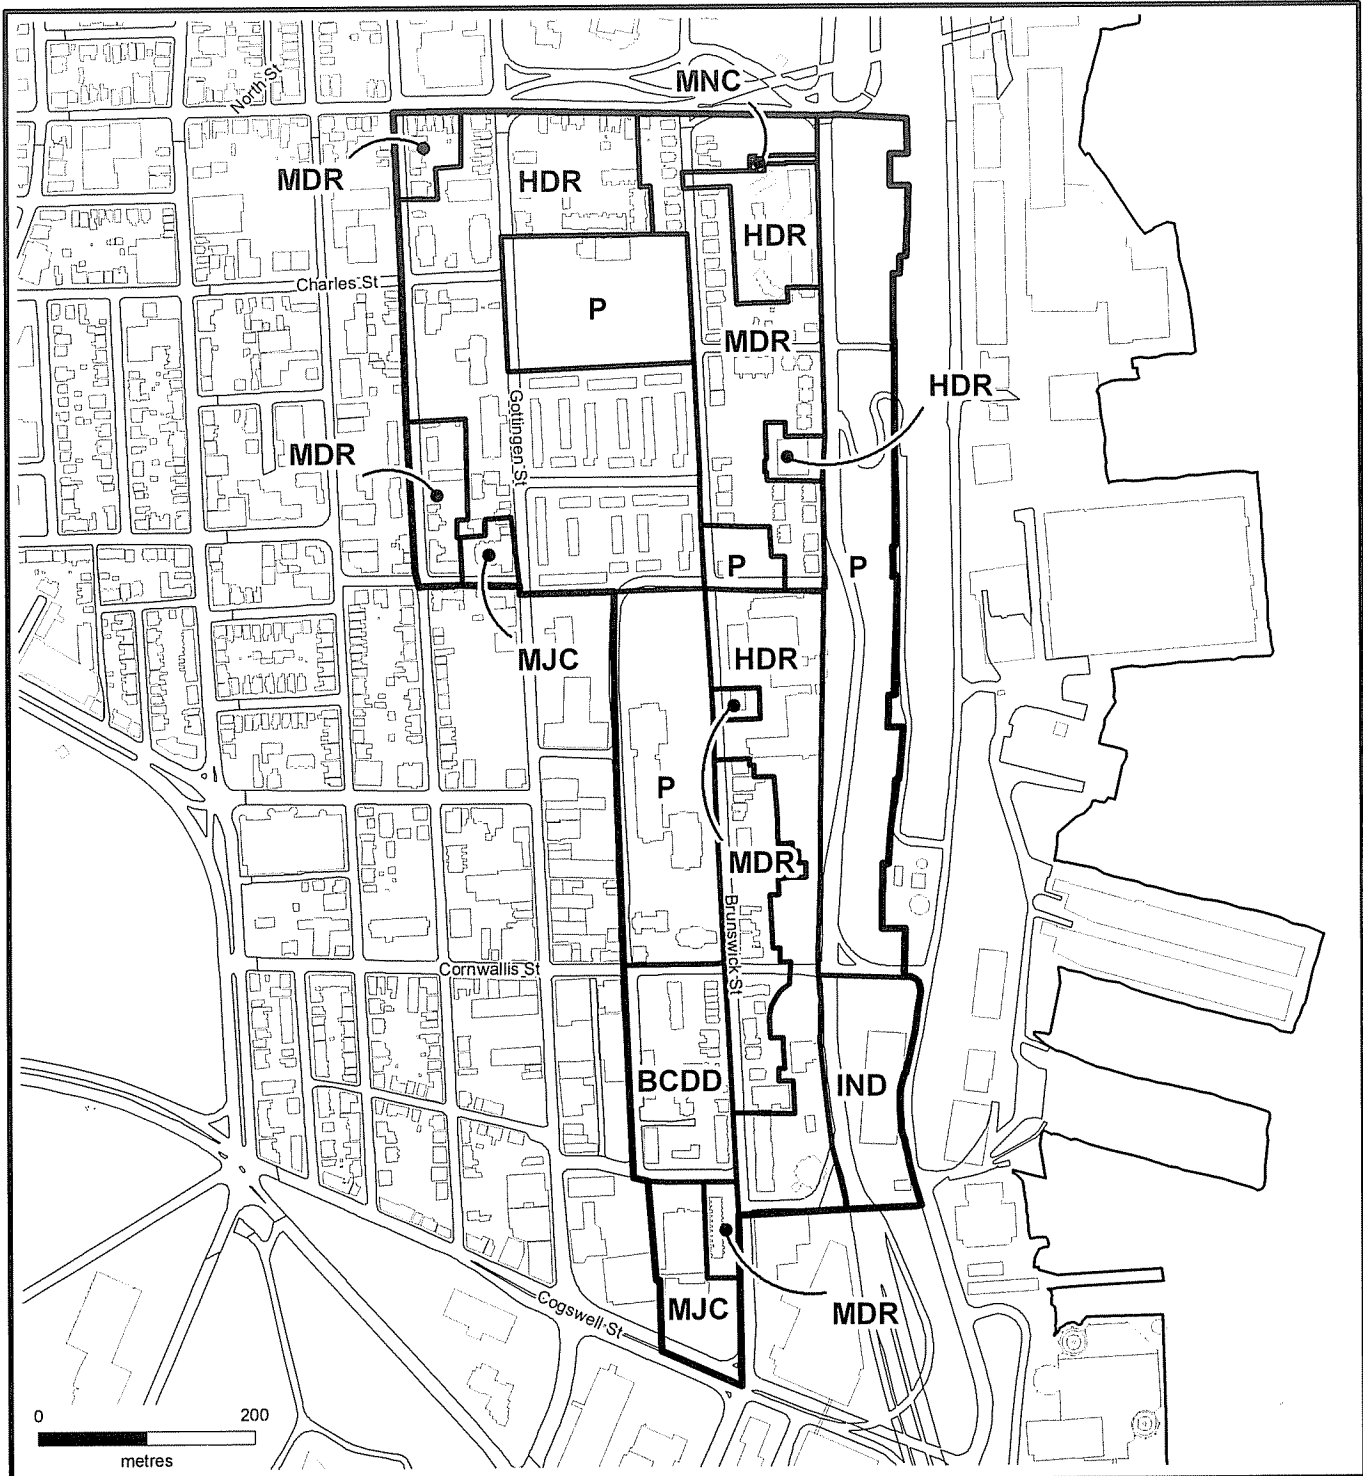 MNC
North St
MDR
HDR
HDR
Charles St
P
MDR
HDR
Gottingen St
MDR
P
P
MJC
HDR
P
MDR
Brunswick St
Cornwallis St
BCDD
IND
MJC
MDR
Cogswell St
0 200
metres